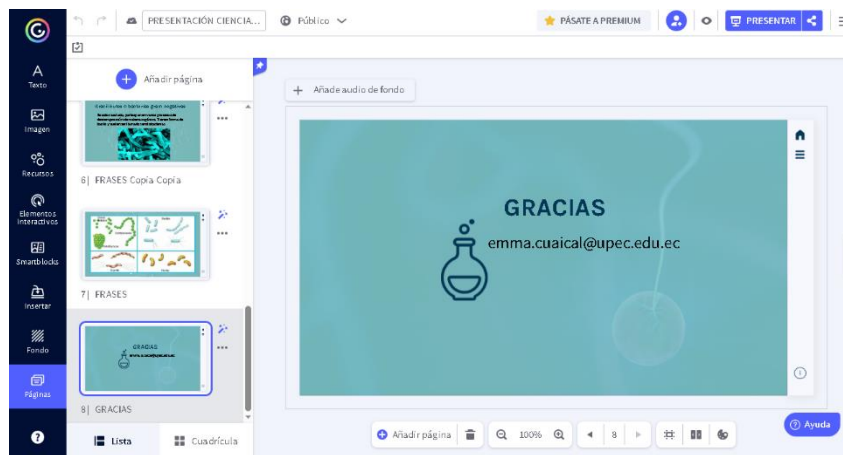 PRESENTACIÓN CIENCIA...
Público
PÁSATE A PREMIUM
PRESENTAR
Texto
Imagen
Recursos
Elementos
Interactivos
Smartblocks
Insertar
Fondo
Páginas
Añadir página
6| FRASES Copia Copia
7| FRASES
GRACIAS
8| GRACIAS
Lista
Cuadrícula
Añade audio de fondo
GRACIAS
emma.cuaical@upec.edu.ec
Añadir página
100%
8
Ayuda